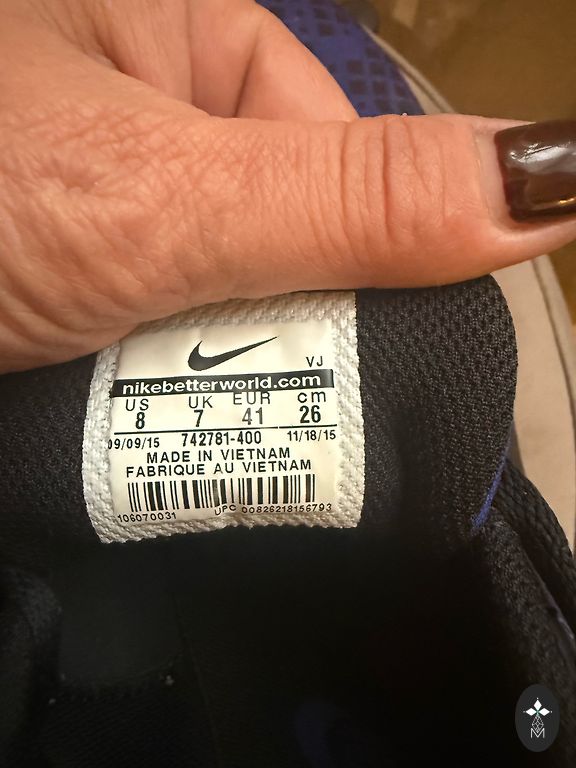 VJ
nikebetterworld.com
US UK EUR cm
8 7 41 26
09/09/15 742781-400 11/18/15
MADE IN VIETNAM
FABRIQUE AU VIETNAM
106070031 UPC 00826218156793
M